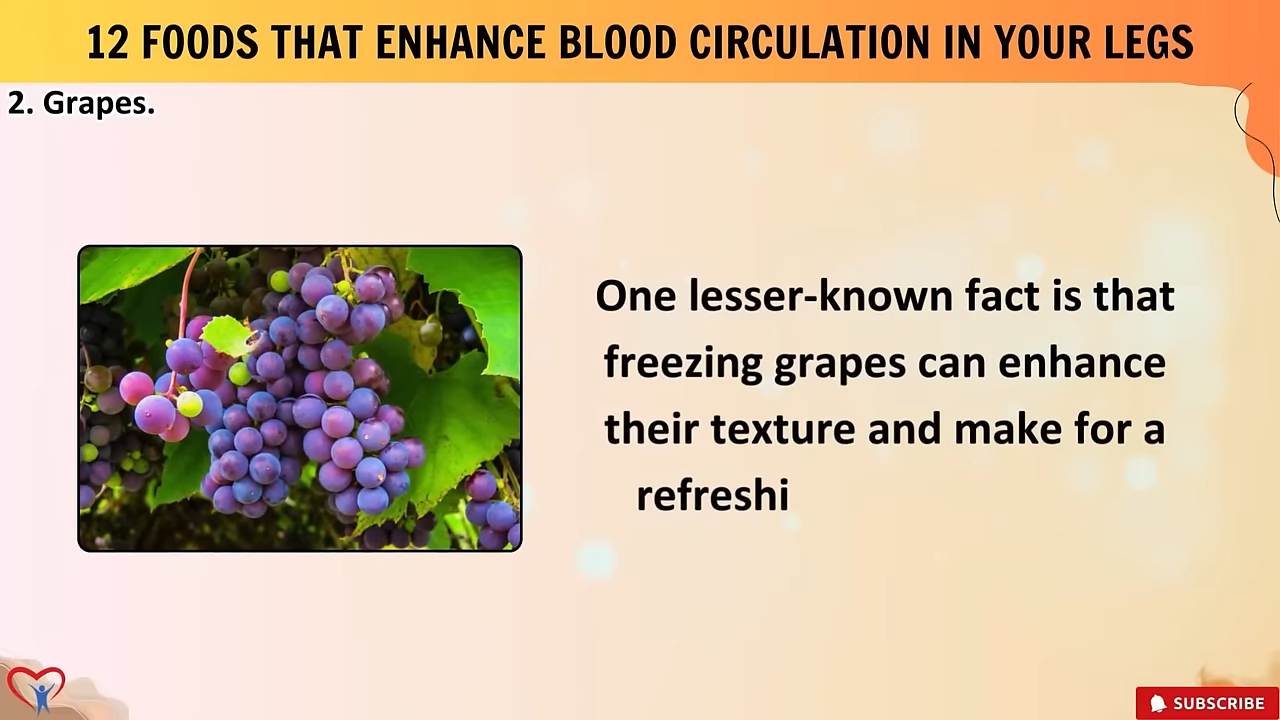 12 FOODS THAT ENHANCE BLOOD CIRCULATION IN YOUR LEGS
2. Grapes.
One lesser-known fact is that
freezing grapes can enhance
their texture and make for a
refreshi
SUBSCRIBE